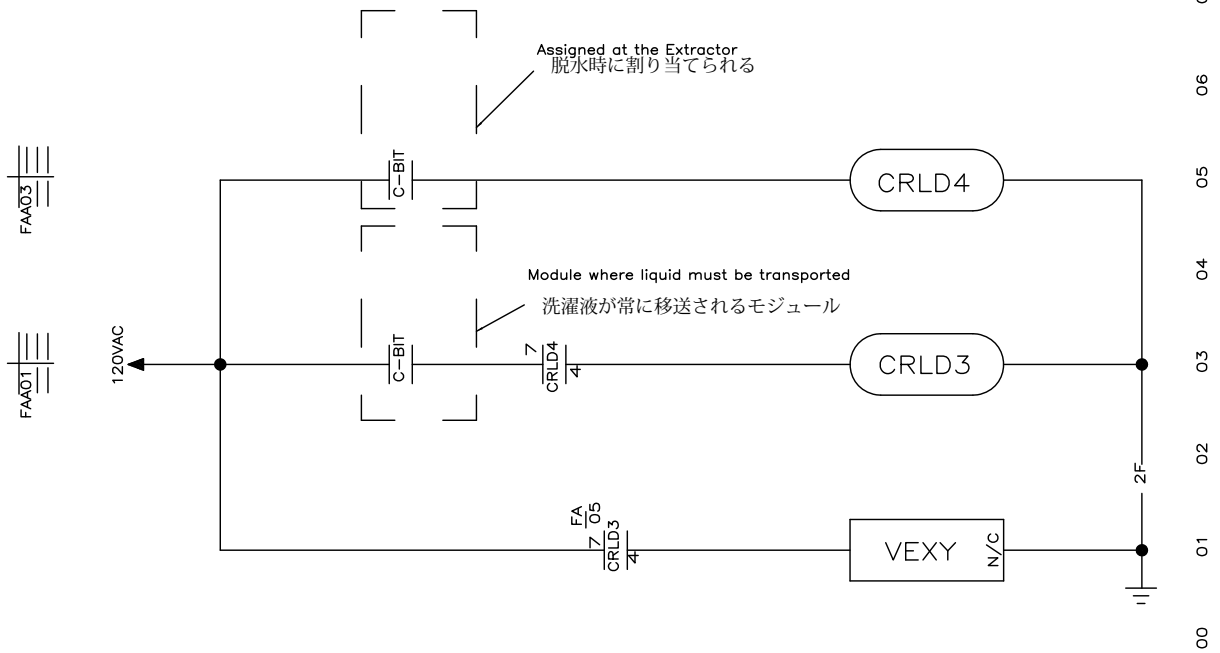 Assigned at the Extractor
脱水時に割り当てられる
06
C-BIT
CRLD4
05
FAA03
04
Module where liquid must be transported
洗濯液が常に移送されるモジュール
120VAC
C-BIT
7
CRLD4
4
CRLD3
03
FAA01
02
2F
FA
05
7
CRLD3
4
VEXY
N/C
01
00